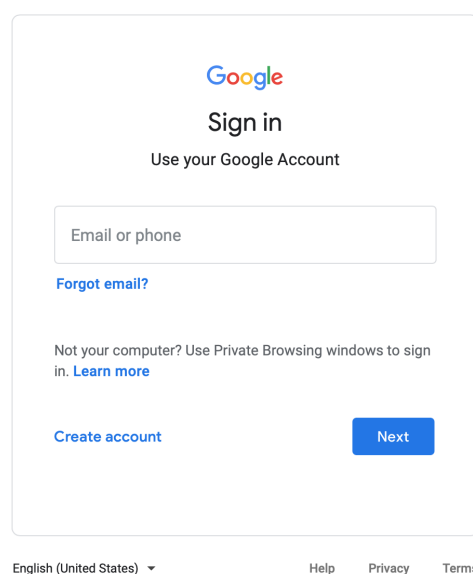 Google
Sign in
Use your Google Account
Email or phone
Forgot email?
Not your computer? Use Private Browsing windows to sign
in. Learn more
Create account
Next
English (United States)
Help
Privacy
Terms